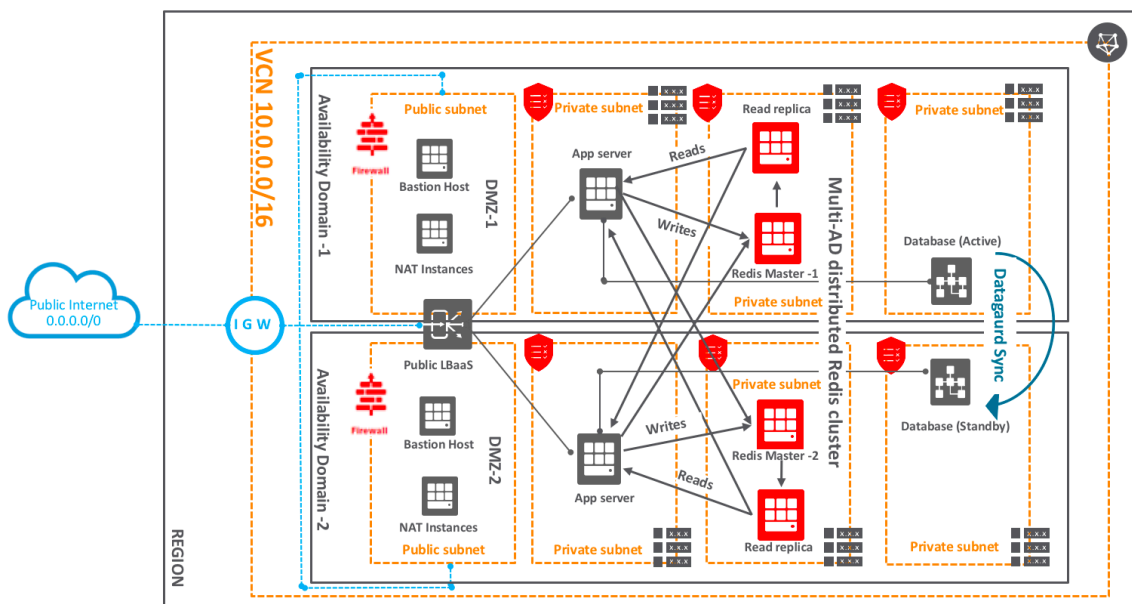 REGION
VCN 10.0.0.0/16
Public Internet
0.0.0.0/0
I G W
Availability Domain -1
Public subnet
Firewall
Bastion Host
NAT Instances
DMZ-1
Private subnet
App server
Reads
Writes
Read replica
Redis Master -1
Private subnet
Multi-AD distributed Redis cluster
Private subnet
Database (Active)
Datagaurd Sync
x.x.x
x.x.x
x.x.x
x.x.x
x.x.x
x.x.x
x.x.x
x.x.x
x.x.x
Public LBaaS
Availability Domain -2
Firewall
Bastion Host
NAT Instances
DMZ-2
Public subnet
App server
Writes
Reads
Private subnet
Private subnet
Redis Master -2
Read replica
Database (Standby)
Private subnet
x.x.x
x.x.x
x.x.x
x.x.x
x.x.x
x.x.x
x.x.x
x.x.x
x.x.x